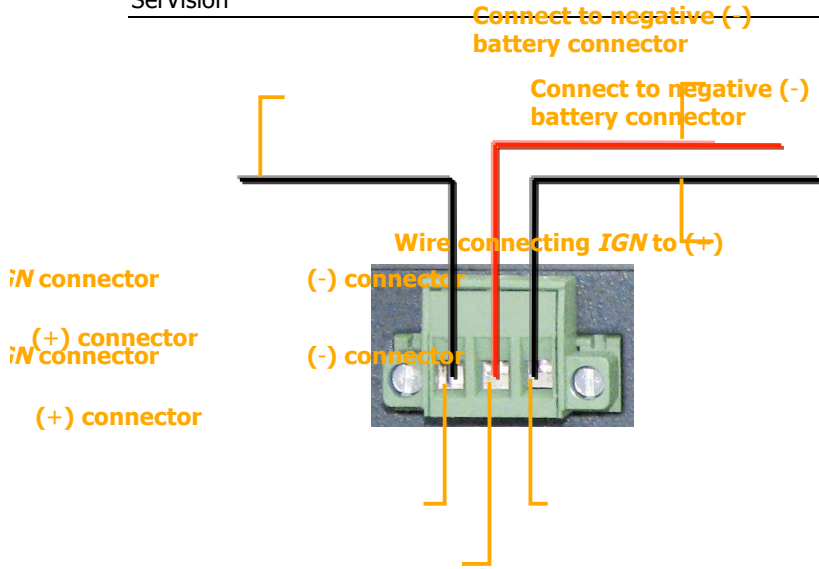 Servision
Connect to negative (-)
battery connector
Connect to negative (-)
battery connector
Wire connecting IGN to (+)
GN connector
(-) connector
(+) connector
GN connector
(-) connector
(+) connector